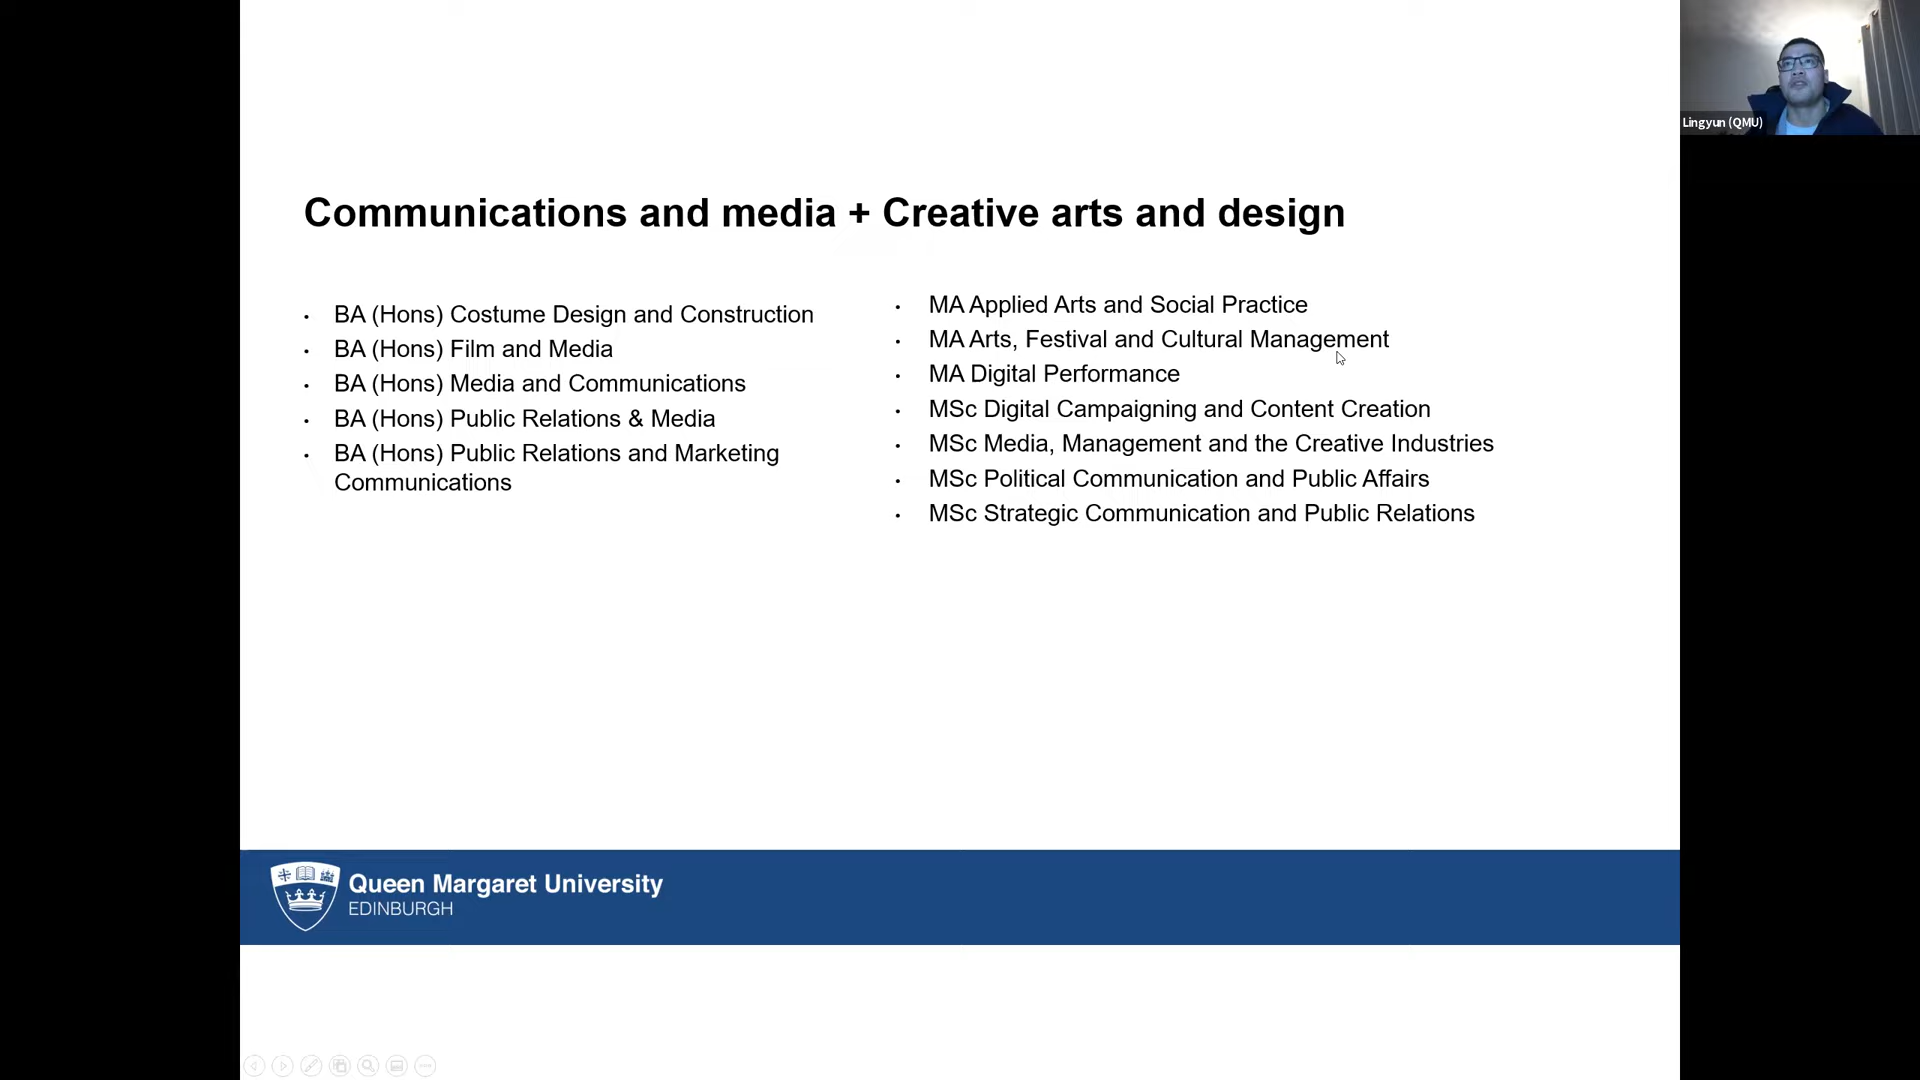 Communications and media + Creative arts and design
BA (Hons) Costume Design and Construction
BA (Hons) Film and Media
BA (Hons) Media and Communications
BA (Hons) Public Relations & Media
BA (Hons) Public Relations and Marketing
Communications
MA Applied Arts and Social Practice
MA Arts, Festival and Cultural Management
MA Digital Performance
MSc Digital Campaigning and Content Creation
MSc Media, Management and the Creative Industries
MSc Political Communication and Public Affairs
MSc Strategic Communication and Public Relations
Queen Margaret University
EDINBURGH
Lingyun (QMU)